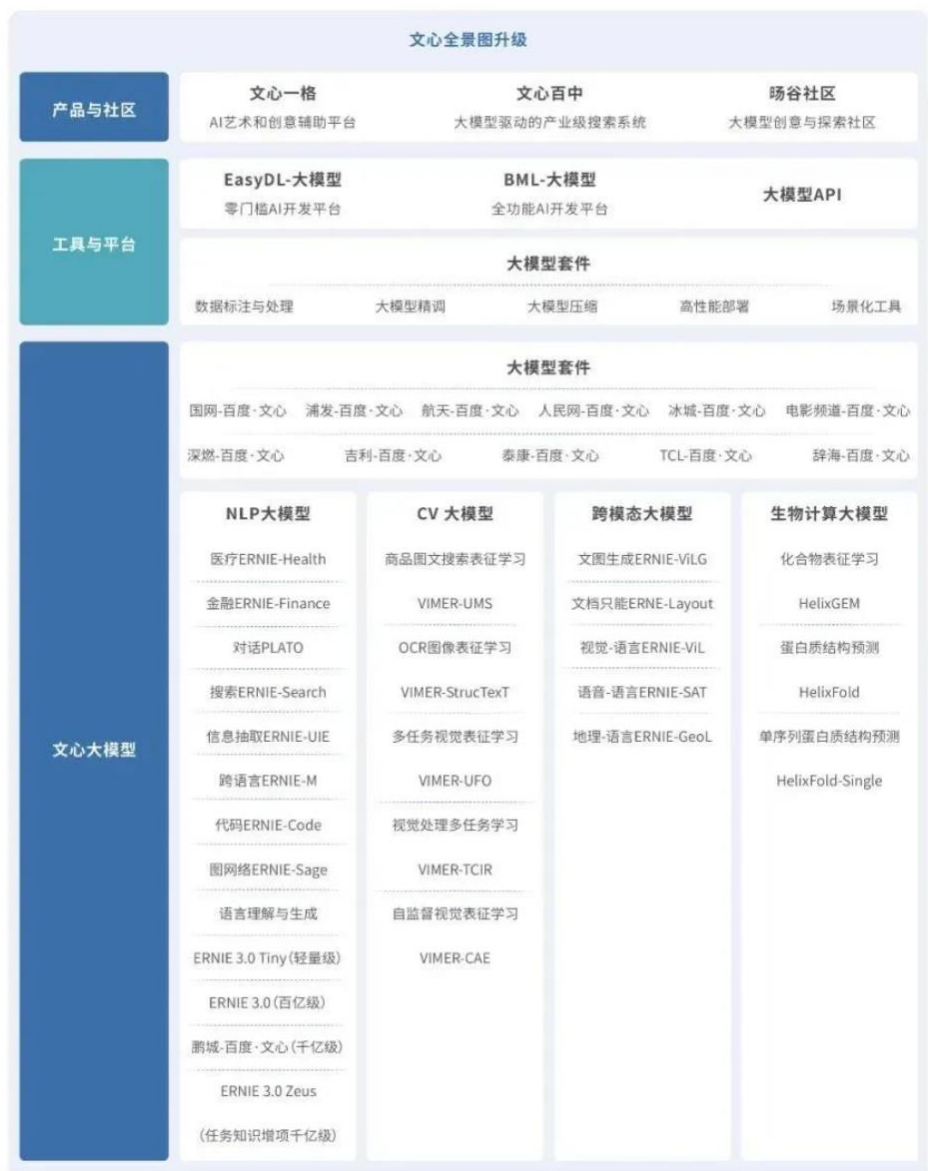 文心全景图升级
产品与社区
文心一格
AI艺术和创意辅助平台
文心百中
大模型驱动的产业级搜索系统
旸谷社区
大模型创意与探索社区
工具与平台
EasyDL-大模型
零门槛AI开发平台
BML-大模型
全功能AI开发平台
大模型API
大模型套件
数据标注与处理 大模型精调 大模型压缩 高性能部署 场景化工具
文心大模型
大模型套件
国网-百度·文心 浦发-百度·文心 航天-百度·文心 人民网-百度·文心 冰城-百度·文心 电影频道-百度·文心
深燃-百度·文心 吉利-百度·文心 泰康-百度·文心 TCL-百度·文心 辞海-百度·文心
NLP大模型
医疗ERNIE-Health
金融ERNIE-Finance
对话PLATO
搜索ERNIE-Search
信息抽取ERNIE-UIE
跨语言ERNIE-M
代码ERNIE-Code
图网络ERNIE-Sage
语言理解与生成
ERNIE 3.0 Tiny(轻量级)
ERNIE 3.0(百亿级)
鹏城-百度·文心(千亿级)
ERNIE 3.0 Zeus
(任务知识增项千亿级)
CV 大模型
商品图文搜索表征学习
VIMER-UMS
OCR图像表征学习
VIMER-StrucTexT
多任务视觉表征学习
VIMER-UFO
视觉处理多任务学习
VIMER-TCIR
自监督视觉表征学习
VIMER-CAE
跨模态大模型
文图生成ERNIE-ViLG
文档只能ERNE-Layout
视觉-语言ERNIE-ViL
语音-语言ERNIE-SAT
地理-语言ERNIE-GeoL
生物计算大模型
化合物表征学习
HelixGEM
蛋白质结构预测
HelixFold
单序列蛋白质结构预测
HelixFold-Single